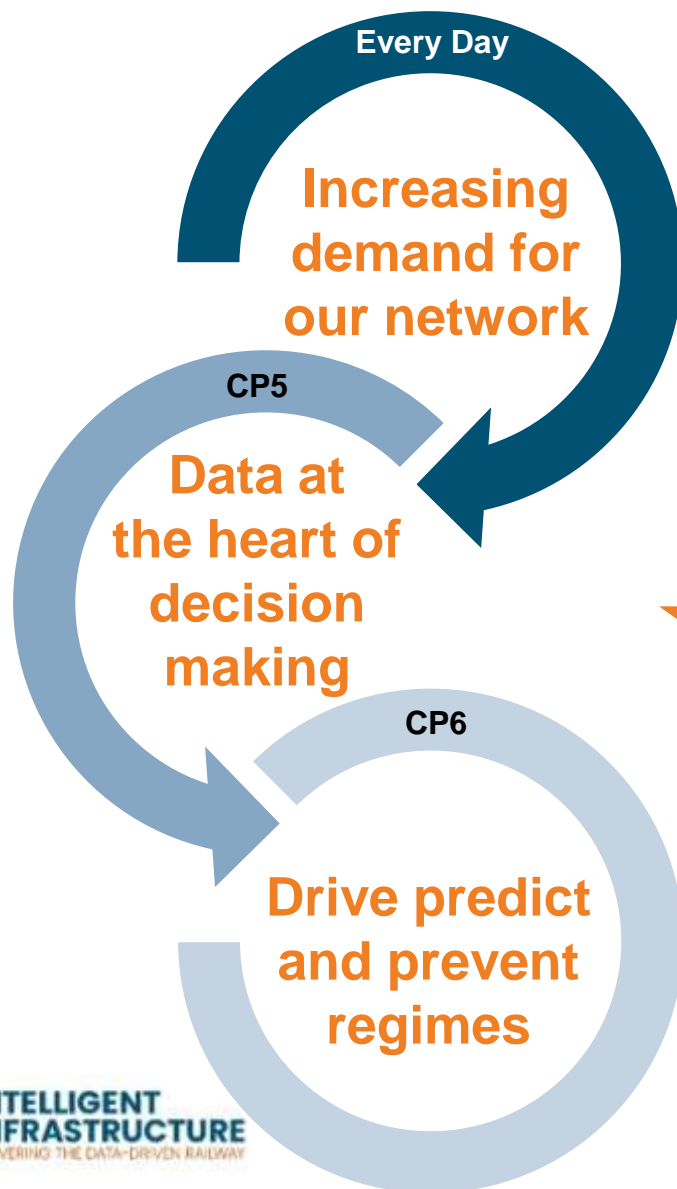 Every Day
Increasing
demand for
our network
CP5
Data at
the heart of
decision
making
CP6
Drive predict
and prevent
regimes
NTELLIGENT
FRASTRUCTURE
VERING THE DATA-DRIVEN RAILWAY